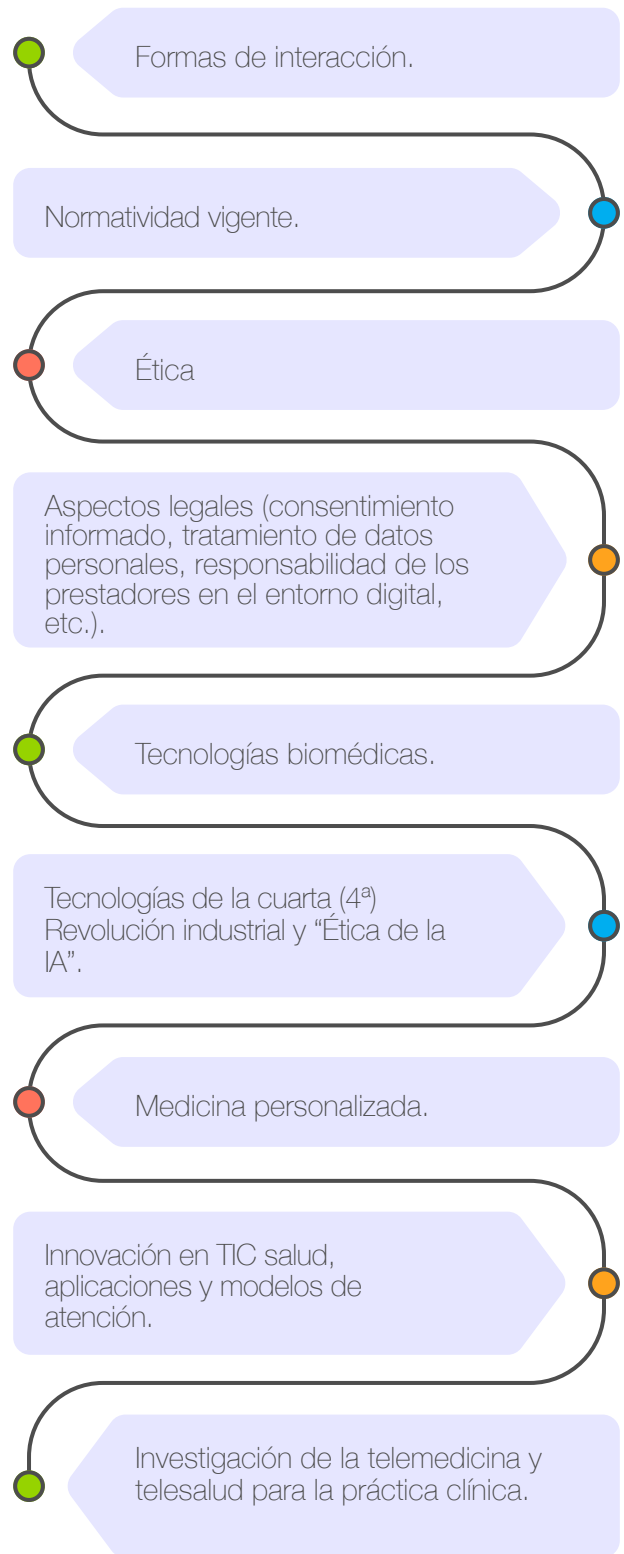 Formas de interacción.
Normatividad vigente.
Ética
Aspectos legales (consentimiento
informado, tratamiento de datos
personales, responsabilidad de los
prestadores en el entorno digital,
etc.).
Tecnologías biomédicas.
Tecnologías de la cuarta (4ª)
Revolución industrial y “Ética de la
IA”.
Medicina personalizada.
Innovación en TIC salud,
aplicaciones y modelos de
atención.
Investigación de la telemedicina y
telesalud para la práctica clínica.